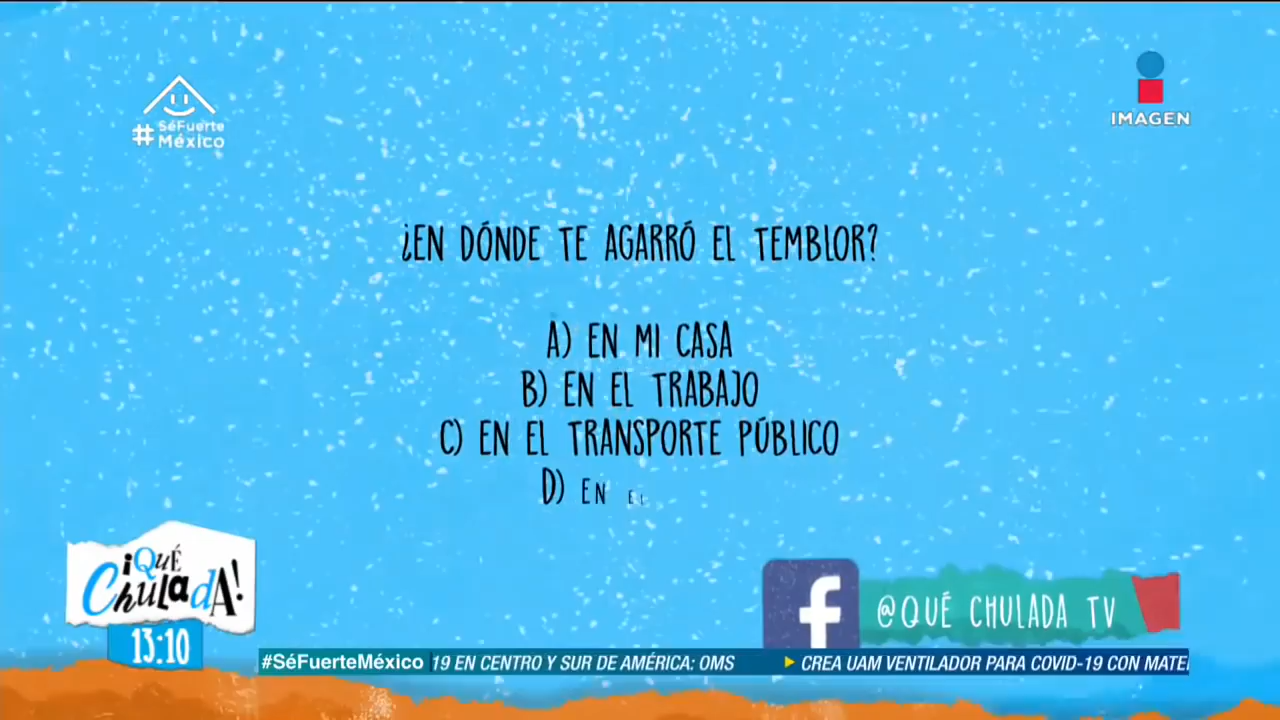 #SéFuerte
México
IMAGEN
¿EN DÓNDE TE AGARRÓ EL TEMBLOR?
A) EN MI CASA
B) EN EL TRABAJO
C) EN EL TRANSPORTE PÚBLICO
D) EN EL
¡QUÉ
CHULADA!
13:10
@QUÉ CHULADA TV
#SéFuerteMéxico 19 EN CENTRO Y SUR DE AMÉRICA: OMS CREA UAM VENTILADOR PARA COVID-19 CON MATE